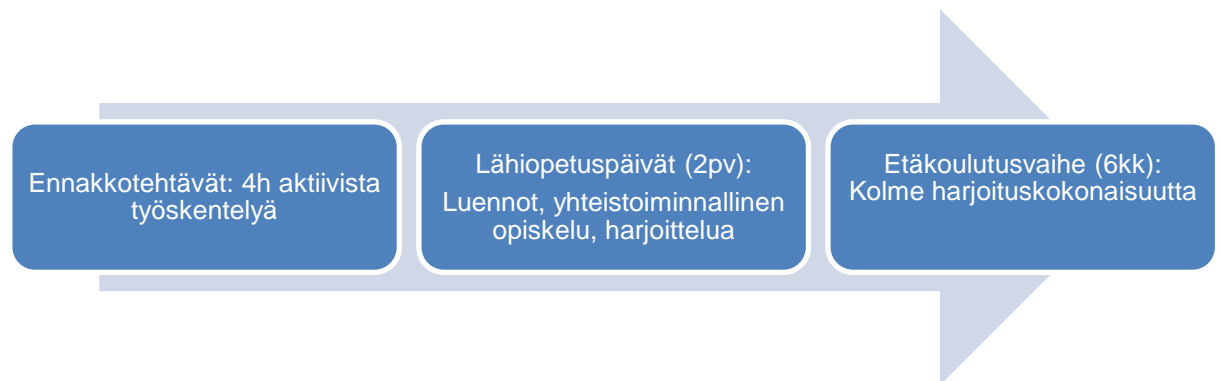 Ennakkotehtävät: 4h aktiivista
työskentelyä
Lähiopetuspäivät (2pv):
Luennot, yhteistoiminnallinen
opiskelu, harjoittelua
Etäkoulutusvaihe (6kk):
Kolme harjoituskokonaisuutta